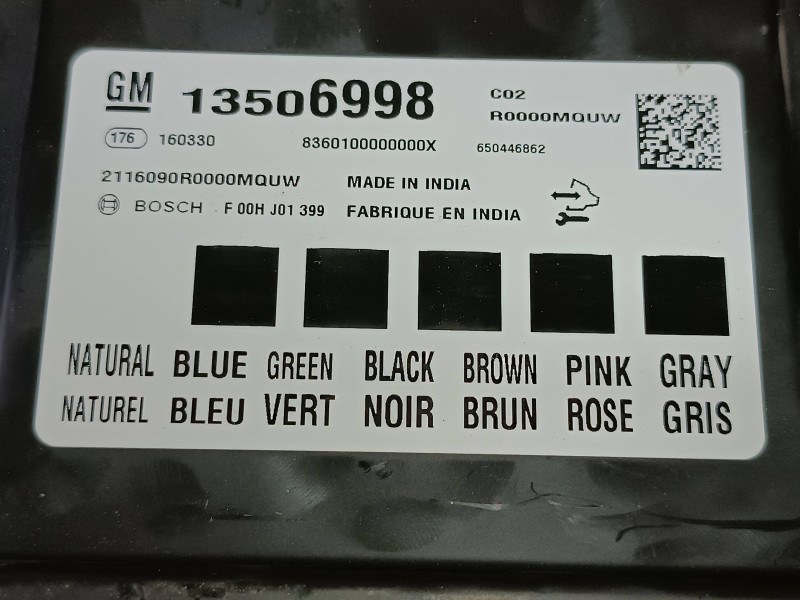 GM 13506998 C02
R0000MQUW
176 160330 8360100000000X 650446862
2116090R0000MQUW MADE IN INDIA
BOSCH F 00H J01 399 FABRIQUE EN INDIA
NATURAL BLUE GREEN BLACK BROWN PINK GRAY
NATUREL BLEU VERT NOIR BRUN ROSE GRIS